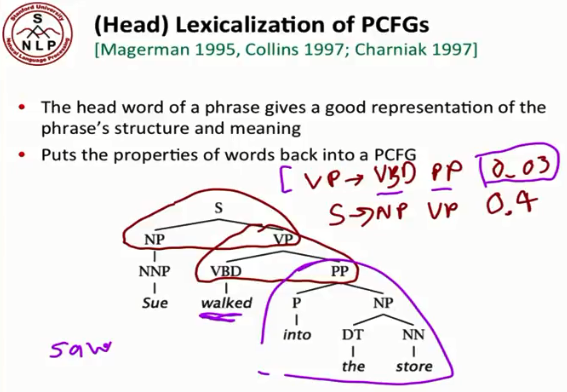 Stanford University
S
N L P
Natural Language Processing
(Head) Lexicalization of PCFGs
[Magerman 1995, Collins 1997; Charniak 1997]
• The head word of a phrase gives a good representation of the phrase's structure and meaning
• Puts the properties of words back into a PCFG
[ VP → VBD PP 0.03
S → NP VP 0.4
S
NP VP
NNP VBD PP
Sue walked P NP
into DT NN
the store
saw